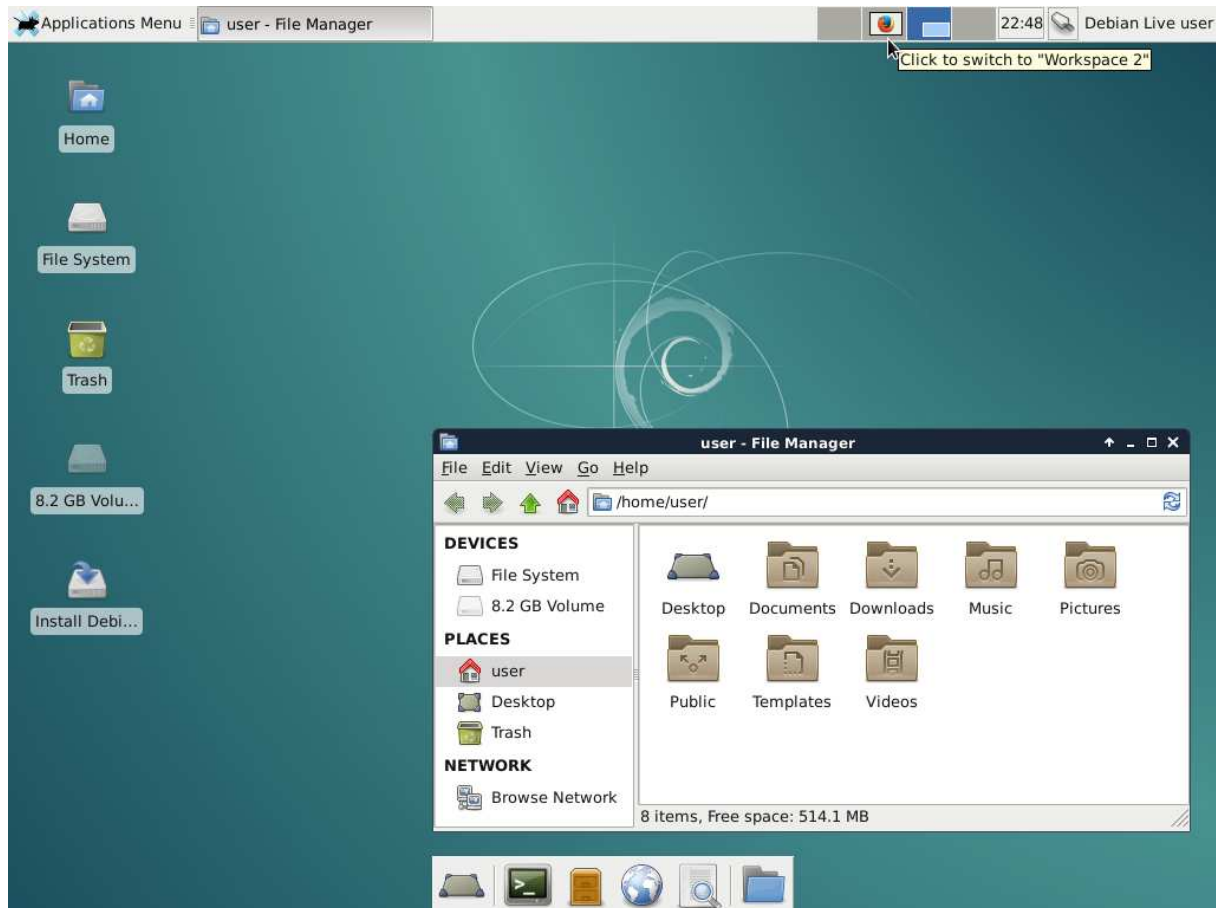 Applications Menu
user - File Manager
22:48
Debian Live user
Click to switch to "Workspace 2"
Home
File System
Trash
8.2 GB Volu...
Install Debi...
user - File Manager
File Edit View Go Help
/home/user/
DEVICES
File System
8.2 GB Volume
PLACES
user
Desktop
Trash
NETWORK
Browse Network
Desktop Documents Downloads Music Pictures
Public Templates Videos
8 items, Free space: 514.1 MB